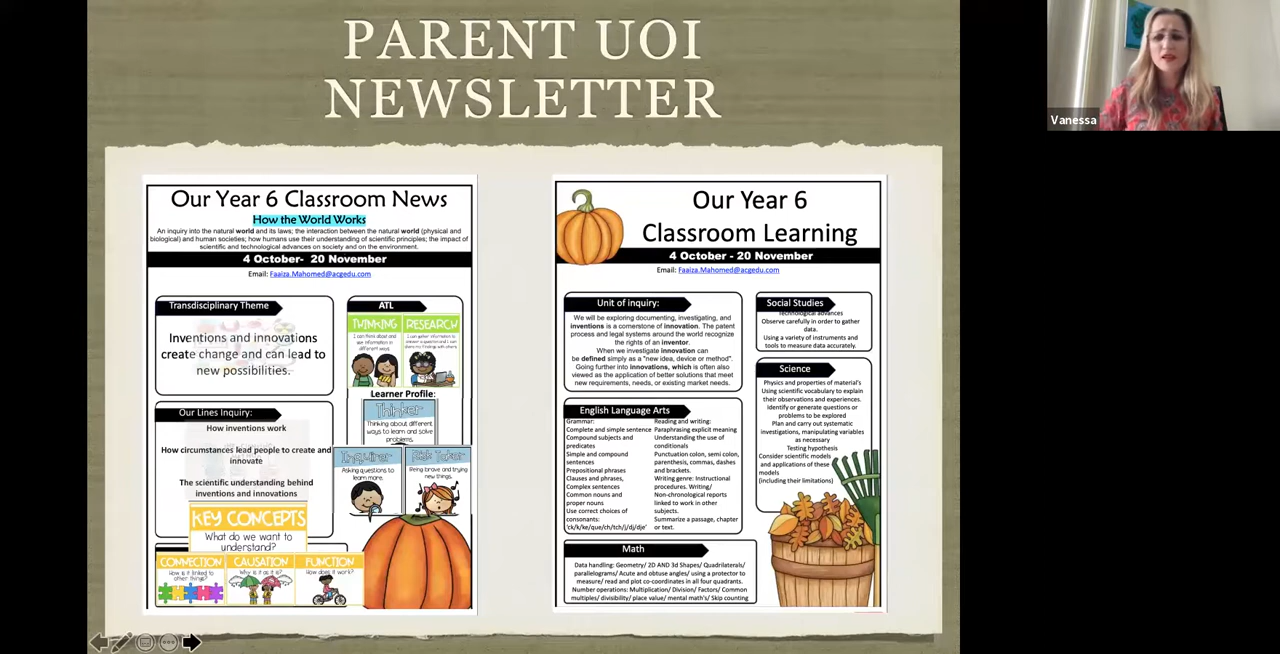 PARENT UOI
NEWSLETTER
Vanessa
Our Year 6 Classroom News
How the World Works
An inquiry into the natural world and its laws; the interaction between the natural world (physical and
biological) and human societies; how humans use their understanding of scientific principles; the impact of
scientific and technological advances on society and on the environment.
4 October- 20 November
Email: Faaiza.Mahomed@acgedu.com
Transdisciplinary Theme
Inventions and innovations
create change and can lead to
new possibilities.
Our Lines Inquiry:
How inventions work
How circumstances lead people to create and
innovate
The scientific understanding behind
inventions and innovations
KEY CONCEPTS
What do we want to
understand?
CONNECTION
How is it linked to
other things?
CAUSATION
Why is it as it is?
FUNCTION
How does it work?
ATL
THINKING
I can think about and
see information in
different ways
RESEARCH
I can gather information to
answer a question and I can
share my findings with others
Learner Profile:
Thinker
Thinking about different
ways to learn and solve
problems.
Inquirer
Asking questions to
learn more.
Risk Taker
Being brave and trying
new things.
Our Year 6
Classroom Learning
4 October - 20 November
Email: Faaiza.Mahomed@acgedu.com
Unit of inquiry:
We will be exploring documenting, investigating, and
inventions is a cornerstone of innovation. The patent
process and legal systems around the world recognize
the rights of an inventor.
When we investigate innovation can
be defined simply as a "new idea, device or method".
Going further into innovations, which is often also
viewed as the application of better solutions that meet
new requirements, needs, or existing market needs.
English Language Arts
Grammar:
Complete and simple sentence
Compound subjects and
predicates
Simple and compound
sentences
Prepositional phrases
Clauses and phrases,
Complex sentences
Common nouns and
proper nouns
Use correct choices of
consonants:
'ck/k/ke/que/ch/tch/j/dj/dje'
Reading and writing:
Paraphrasing explicit meaning
Understanding the use of
conditionals
Punctuation colon, semi colon,
parenthesis, commas, dashes
and brackets.
Writing genre: Instructional
procedures. Writing/
Non-chronological reports
linked to work in other
subjects.
Summarize a passage, chapter
or text.
Math
Data handling: Geometry/ 2D AND 3d Shapes/ Quadrilaterals/
parallelograms/ Acute and obtuse angles/ using a protector to
measure/ read and plot co-ordinates in all four quadrants.
Number operations: Multiplication/ Division/ Factors/ Common
multiples/ divisibility/ place value/ mental math's/ Skip counting
Social Studies
Technological advances
Observe carefully in order to gather
data.
Using a variety of instruments and
tools to measure data accurately.
Science
Physics and properties of material's
Using scientific vocabulary to explain
their observations and experiences.
Identify or generate questions or
problems to be explored
Plan and carry out systematic
investigations, manipulating variables
as necessary
Testing hypothesis
Consider scientific models
and applications of these
models
(including their limitations)